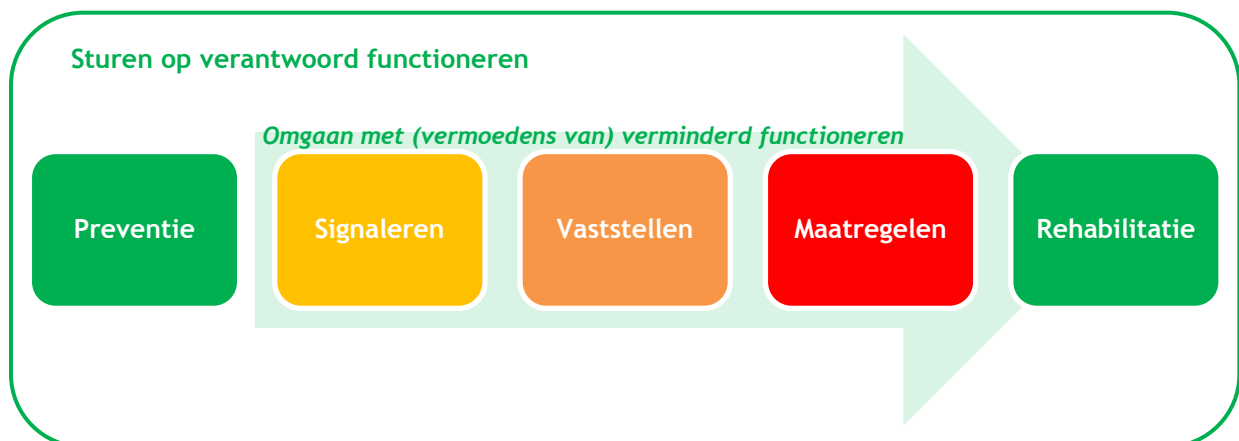 Sturen op verantwoord functioneren
Omgaan met (vermoedens van) verminderd functioneren
Preventie
Signaleren
Vaststellen
Maatregelen
Rehabilitatie